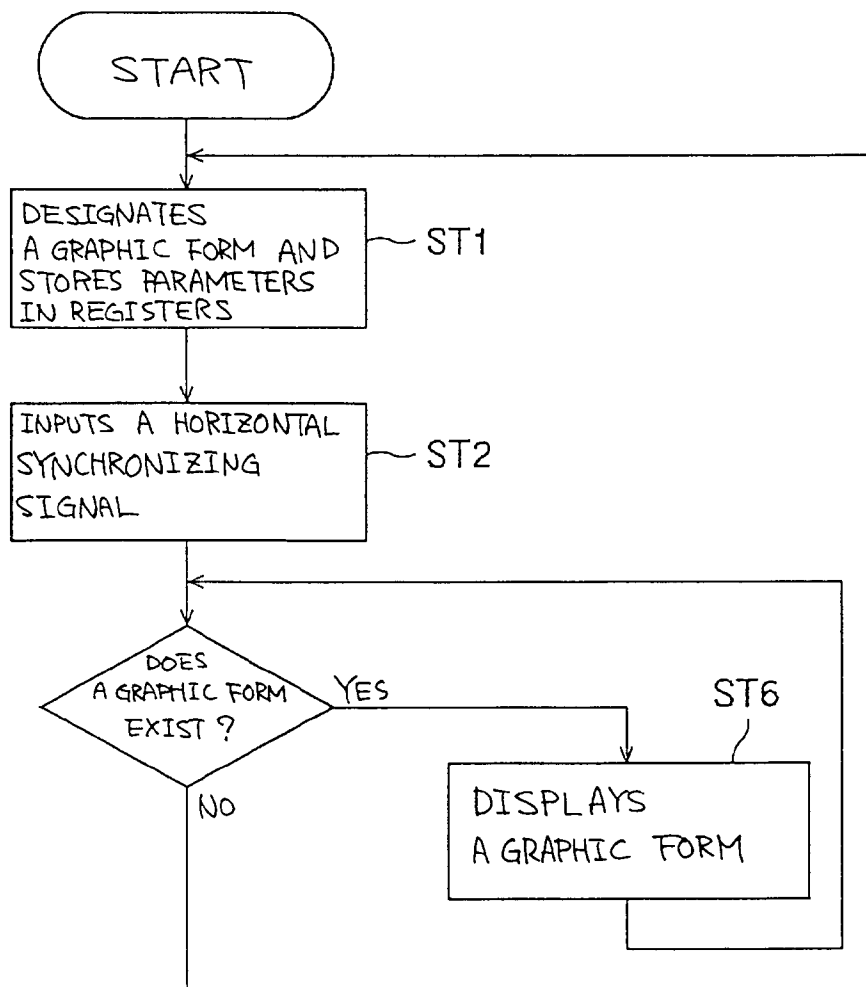 START
DESIGNATES
A GRAPHIC FORM AND
STORES PARAMETERS
IN REGISTERS
ST1
INPUTS A HORIZONTAL
SYNCHRONIZING
SIGNAL
ST2
DOES
A GRAPHIC FORM
EXIST?
YES
NO
ST6
DISPLAYS
A GRAPHIC FORM